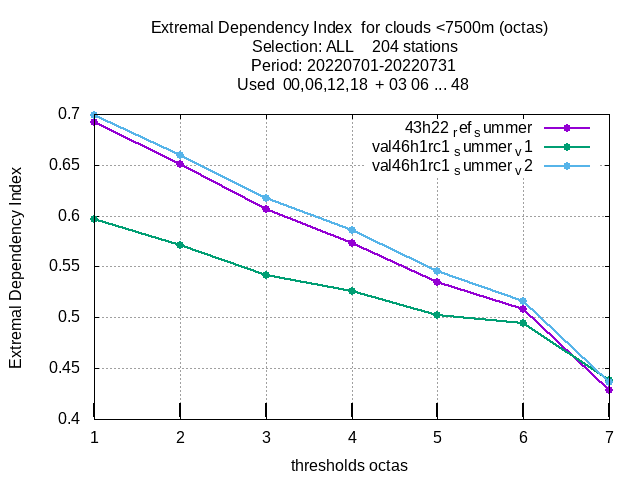 Extremal Dependency Index  for clouds <7500m (octas)
Selection: ALL    204 stations
Period: 20220701-20220731
Used  00,06,12,18  + 03 06 ... 48
43h22 ref summer
val46h1rc1 summer v1
val46h1rc1 summer v2
0.7
0.65
0.6
0.55
0.5
0.45
0.4
Extremal Dependency Index
1 2 3 4 5 6 7
thresholds octas